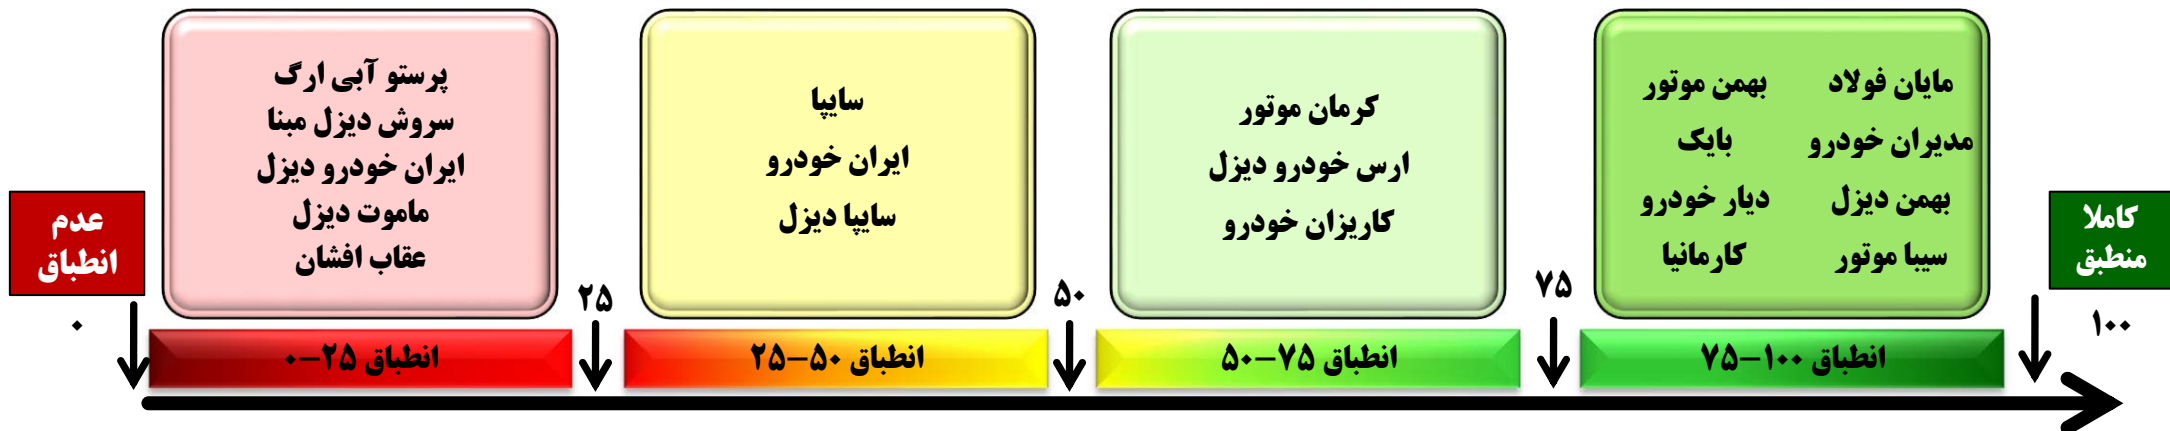 کاملا
منطبق
۱۰۰
مایان فولاد
مدیران خودرو
بهمن دیزل
سیبا موتور
بهمن موتور
بایک
دیار خودرو
کارمانیا
انطباق ۱۰۰-۷۵
۷۵
کرمان موتور
ارس خودرو دیزل
کاریزان خودرو
انطباق ۷۵-۵۰
۵۰
سایپا
ایران خودرو
سایپا دیزل
انطباق ۵۰-۲۵
۲۵
پرستو آبی ارگ
سروش دیزل مبنا
ایران خودرو دیزل
ماموت دیزل
عقاب افشان
انطباق ۲۵-۰
عدم
انطباق
۰